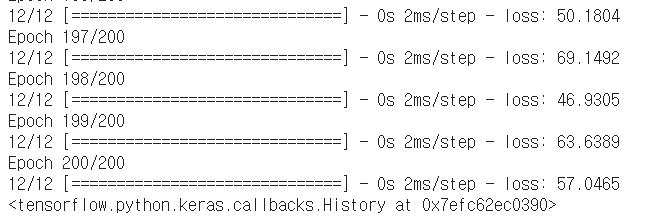 12/12 [==============================] - 0s 2ms/step - loss: 50.1804
Epoch 197/200
12/12 [==============================] - 0s 2ms/step - loss: 69.1492
Epoch 198/200
12/12 [==============================] - 0s 2ms/step - loss: 46.9305
Epoch 199/200
12/12 [==============================] - 0s 2ms/step - loss: 63.6389
Epoch 200/200
12/12 [==============================] - 0s 2ms/step - loss: 57.0465
<tensorflow.python.keras.callbacks.History at 0x7efc62ec0390>